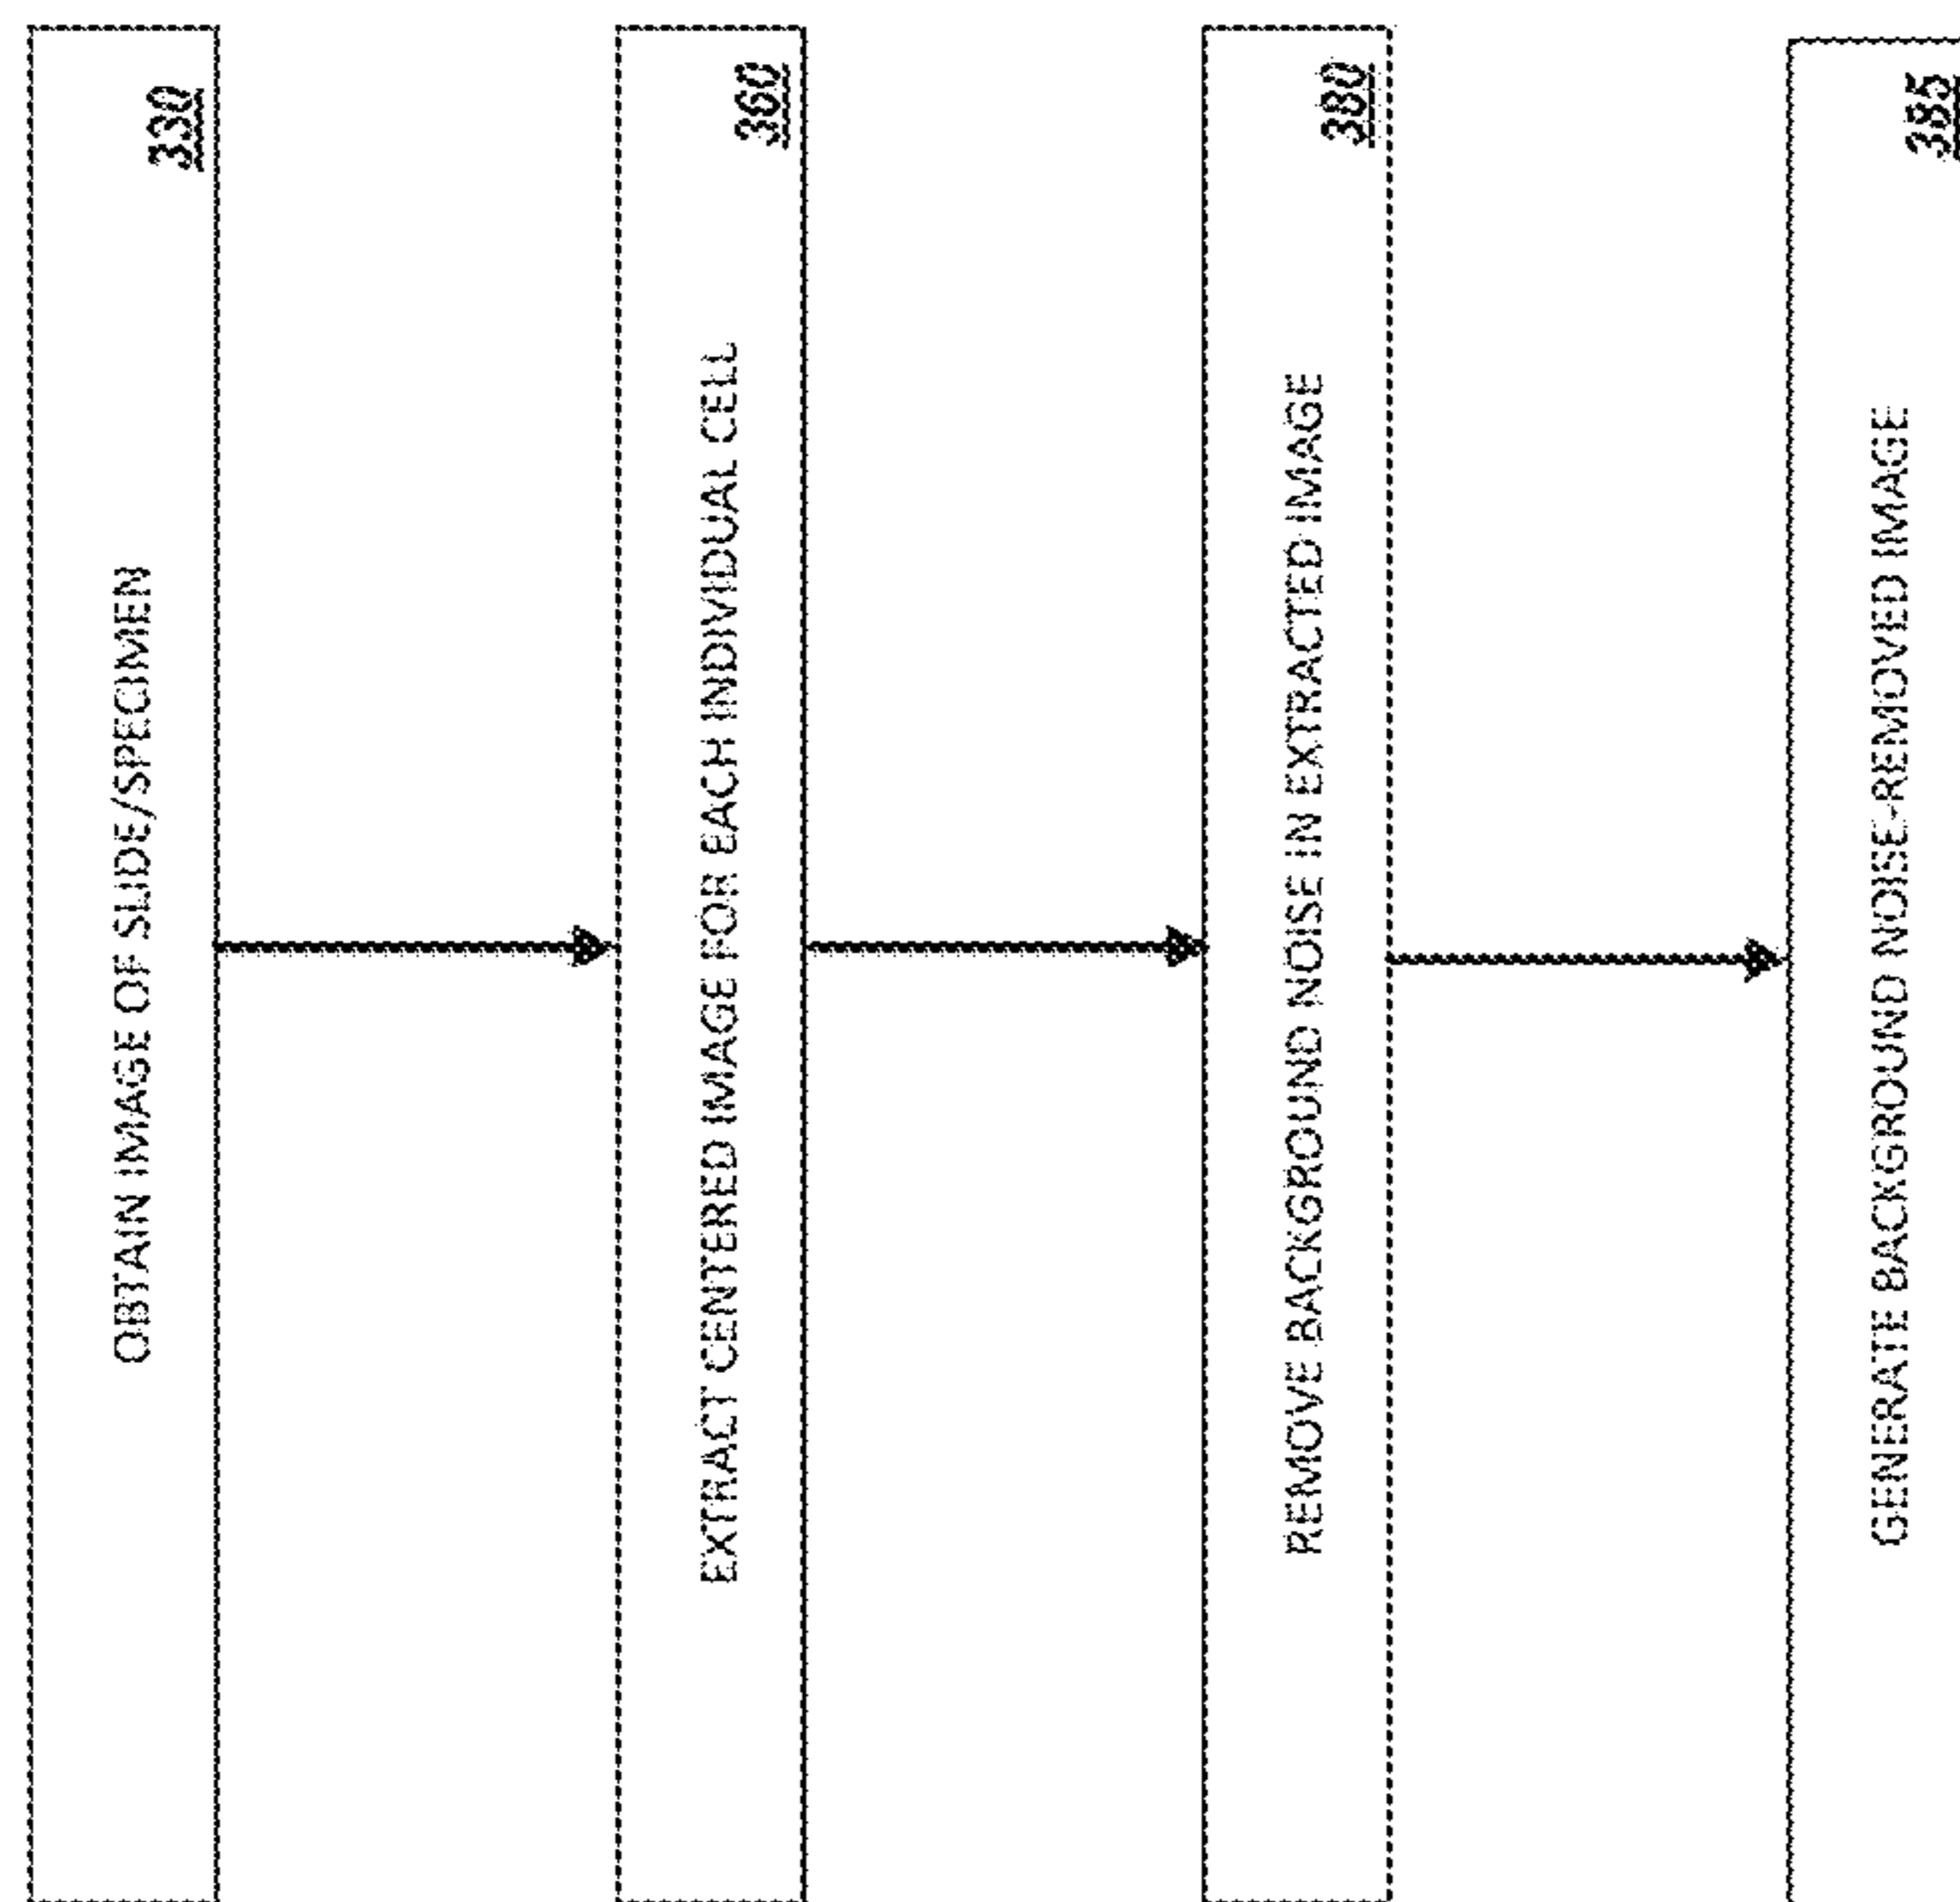 OBTAIN IMAGE OF SLIDE/SPECIMEN
330
EXTRACT CENTERED IMAGE FOR EACH INDIVIDUAL CELL
360
REMOVE BACKGROUND NOISE IN EXTRACTED IMAGE
380
GENERATE BACKGROUND NOISE-REMOVED IMAGE
385